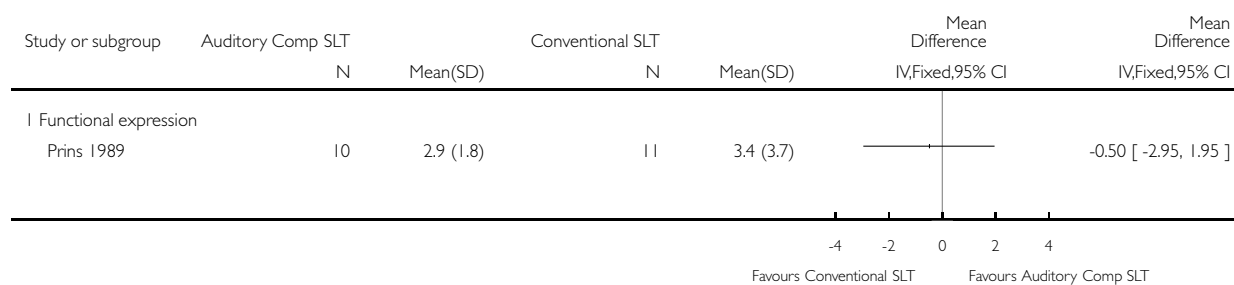 Study or subgroup Auditory Comp SLT Conventional SLT Mean Difference Mean Difference
N Mean(SD) N Mean(SD) IV,Fixed,95% CI IV,Fixed,95% CI
1 Functional expression
Prins 1989 10 2.9 (1.8) 11 3.4 (3.7) -0.50 [ -2.95, 1.95 ]
-4 -2 0 2 4
Favours Conventional SLT Favours Auditory Comp SLT